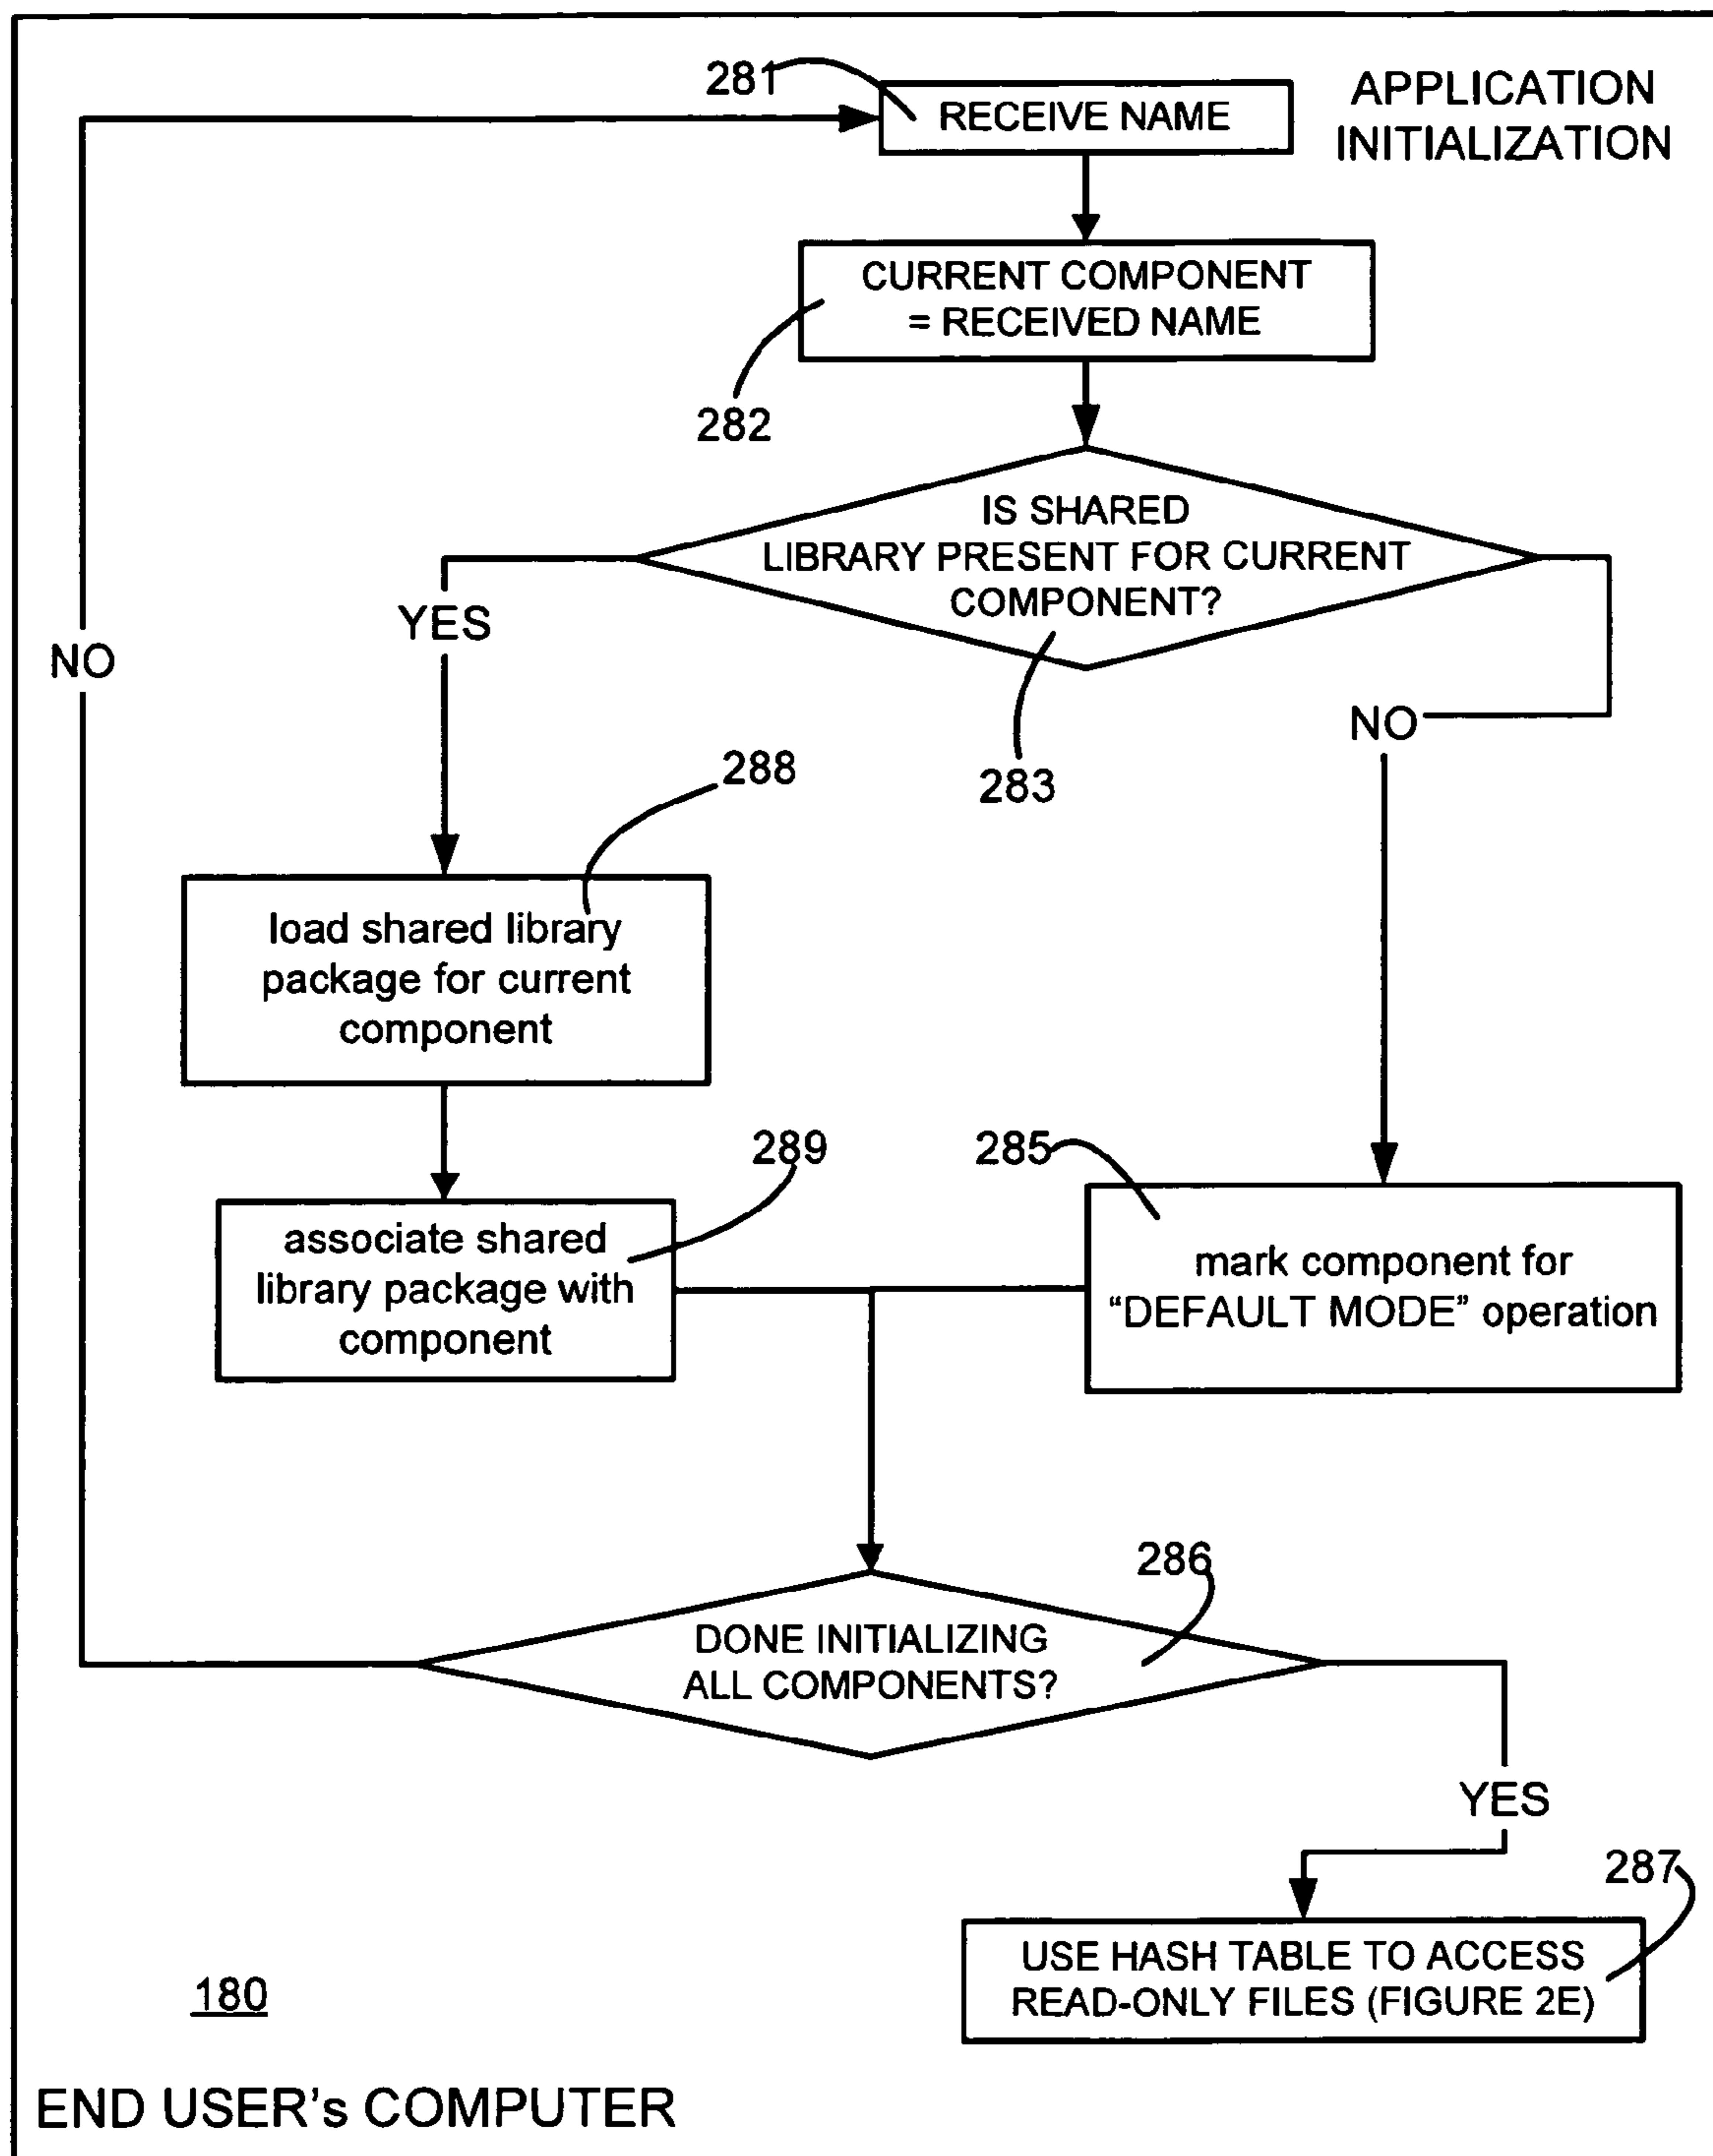 281
RECEIVE NAME
APPLICATION
INITIALIZATION
CURRENT COMPONENT
= RECEIVED NAME
282
IS SHARED
LIBRARY PRESENT FOR CURRENT
COMPONENT?
YES
NO
NO
283
288
load shared library
package for current
component
289
285
associate shared
library package with
component
mark component for
“DEFAULT MODE” operation
286
DONE INITIALIZING
ALL COMPONENTS?
YES
287
USE HASH TABLE TO ACCESS
READ-ONLY FILES (FIGURE 2E)
180
END USER's COMPUTER